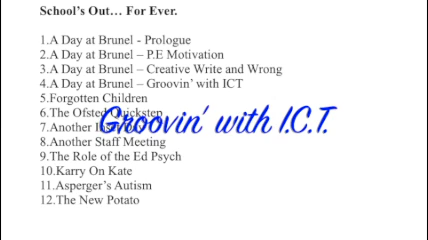 School's Out… For Ever.
1.A Day at Brunel - Prologue
2.A Day at Brunel – P.E Motivation
3.A Day at Brunel – Creative Write and Wrong
4.A Day at Brunel – Groovin' with ICT
5.Forgotten Children
6.The Ofsted Quickstep
Groovin' with I.C.T.
7.Another
8.Another Staff Meeting
9.The Role of the Ed Psych
10.Karry On Kate
11.Asperger's Autism
12.The New Potato